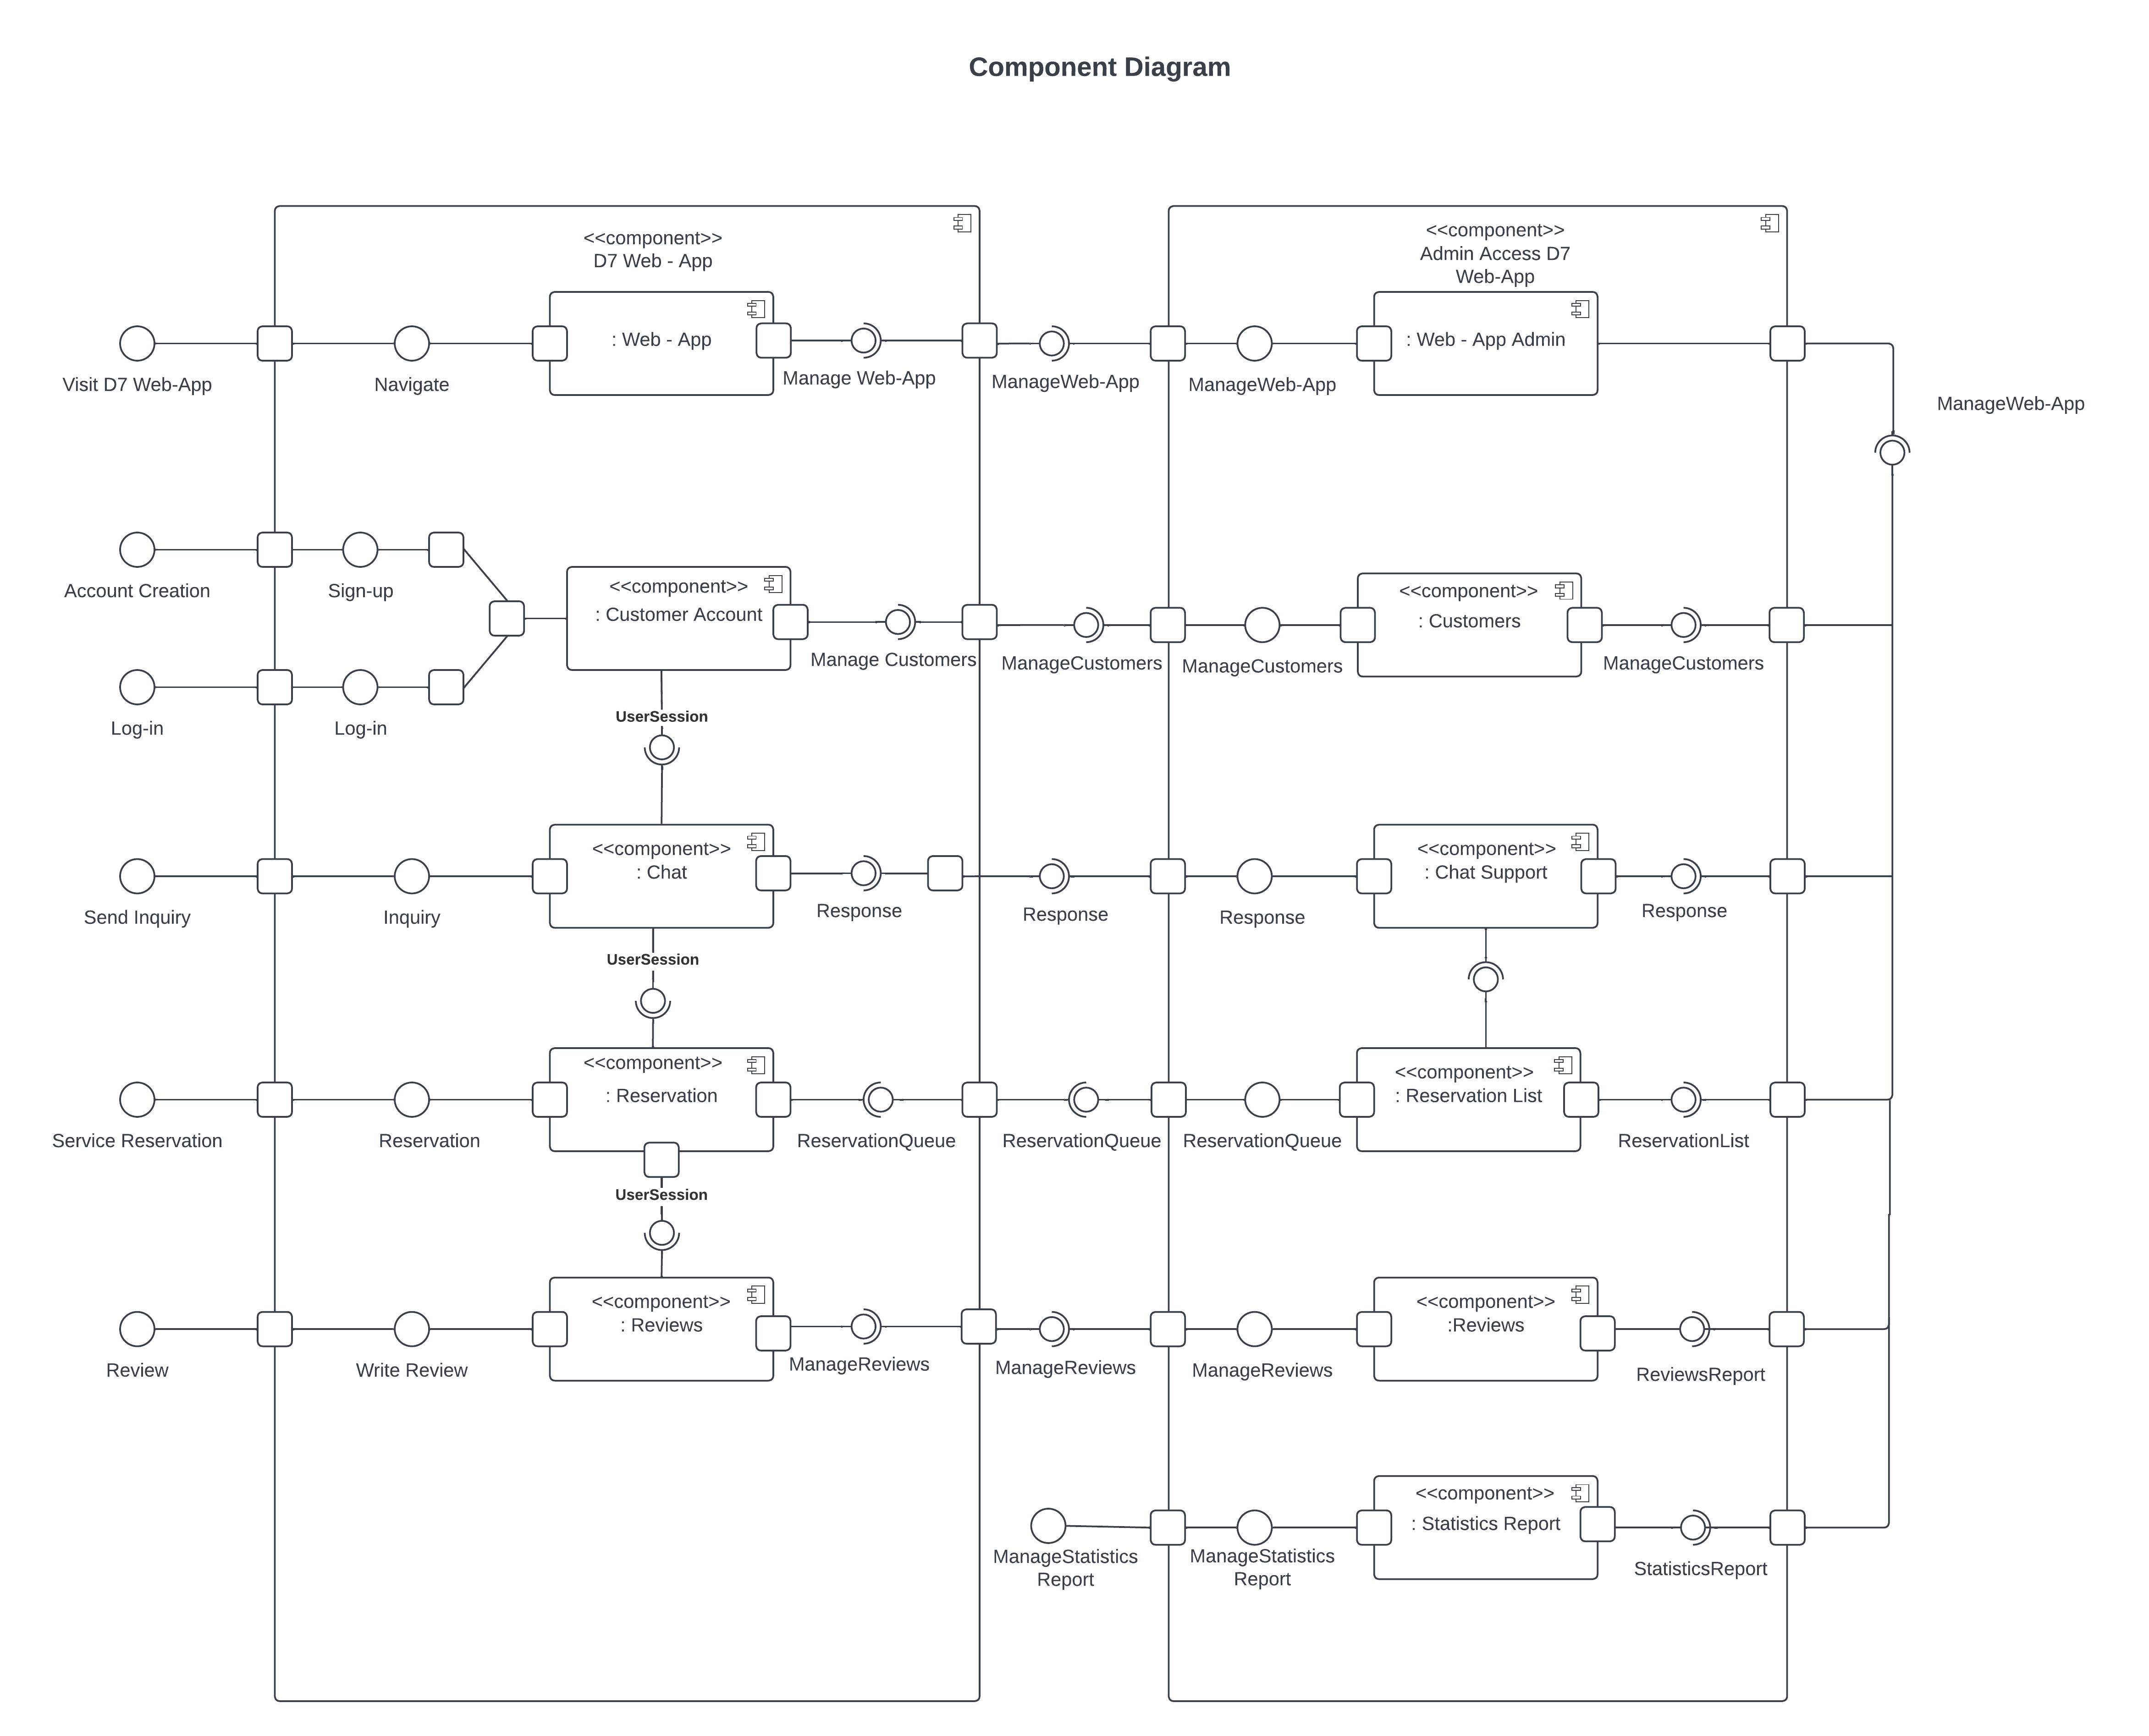 Component Diagram
<<component>>
D7 Web - App
<<component>>
Admin Access D7
Web-App
: Web - App
: Web - App Admin
Visit D7 Web-App
Navigate
Manage Web-App
ManageWeb-App
ManageWeb-App
ManageWeb-App
<<component>>
: Customer Account
<<component>>
: Customers
Account Creation
Sign-up
Manage Customers
ManageCustomers
ManageCustomers
ManageCustomers
Log-in
Log-in
UserSession
<<component>>
: Chat
<<component>>
: Chat Support
Send Inquiry
Inquiry
Response
Response
Response
Response
UserSession
<<component>>
: Reservation
<<component>>
: Reservation List
Service Reservation
Reservation
ReservationQueue
ReservationQueue
ReservationQueue
ReservationList
UserSession
<<component>>
: Reviews
<<component>>
:Reviews
Review
Write Review
ManageReviews
ManageReviews
ManageReviews
ReviewsReport
<<component>>
: Statistics Report
ManageStatistics
Report
ManageStatistics
Report
StatisticsReport